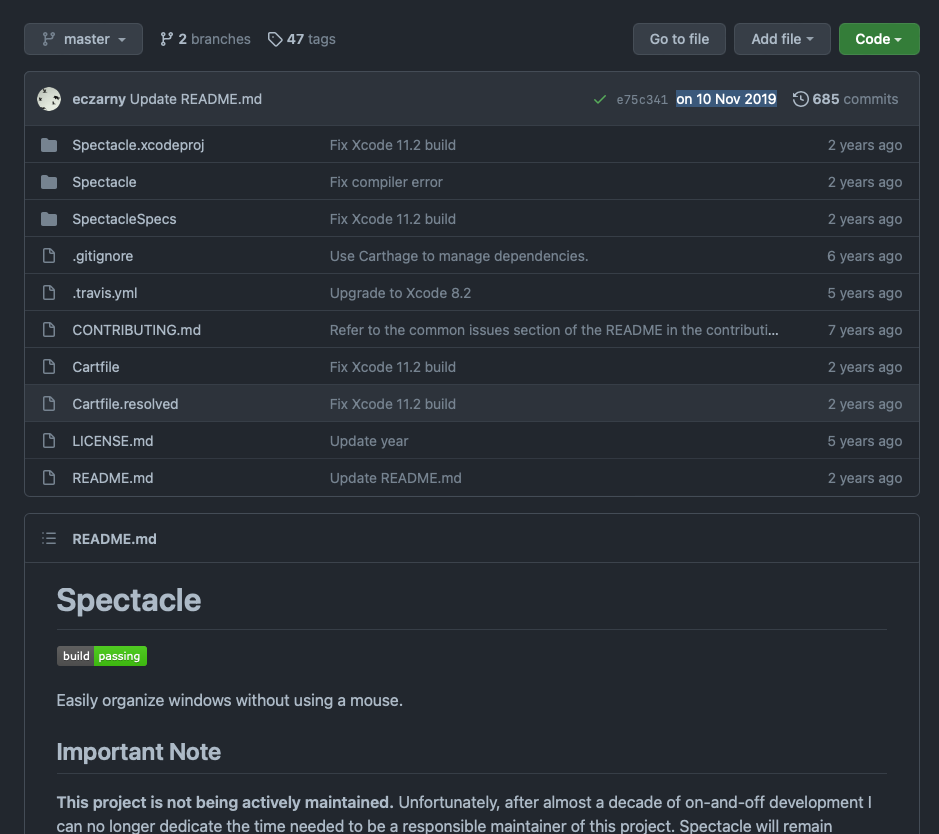 master 2 branches 47 tags Go to file Add file Code
eczarny Update README.md e75c341 on 10 Nov 2019 685 commits
Spectacle.xcodeproj Fix Xcode 11.2 build 2 years ago
Spectacle Fix compiler error 2 years ago
SpectacleSpecs Fix Xcode 11.2 build 2 years ago
.gitignore Use Carthage to manage dependencies. 6 years ago
.travis.yml Upgrade to Xcode 8.2 5 years ago
CONTRIBUTING.md Refer to the common issues section of the README in the contributi... 7 years ago
Cartfile Fix Xcode 11.2 build 2 years ago
Cartfile.resolved Fix Xcode 11.2 build 2 years ago
LICENSE.md Update year 5 years ago
README.md Update README.md 2 years ago
README.md
Spectacle
build passing
Easily organize windows without using a mouse.
Important Note
This project is not being actively maintained. Unfortunately, after almost a decade of on-and-off development I
can no longer dedicate the time needed to be a responsible maintainer of this project. Spectacle will remain